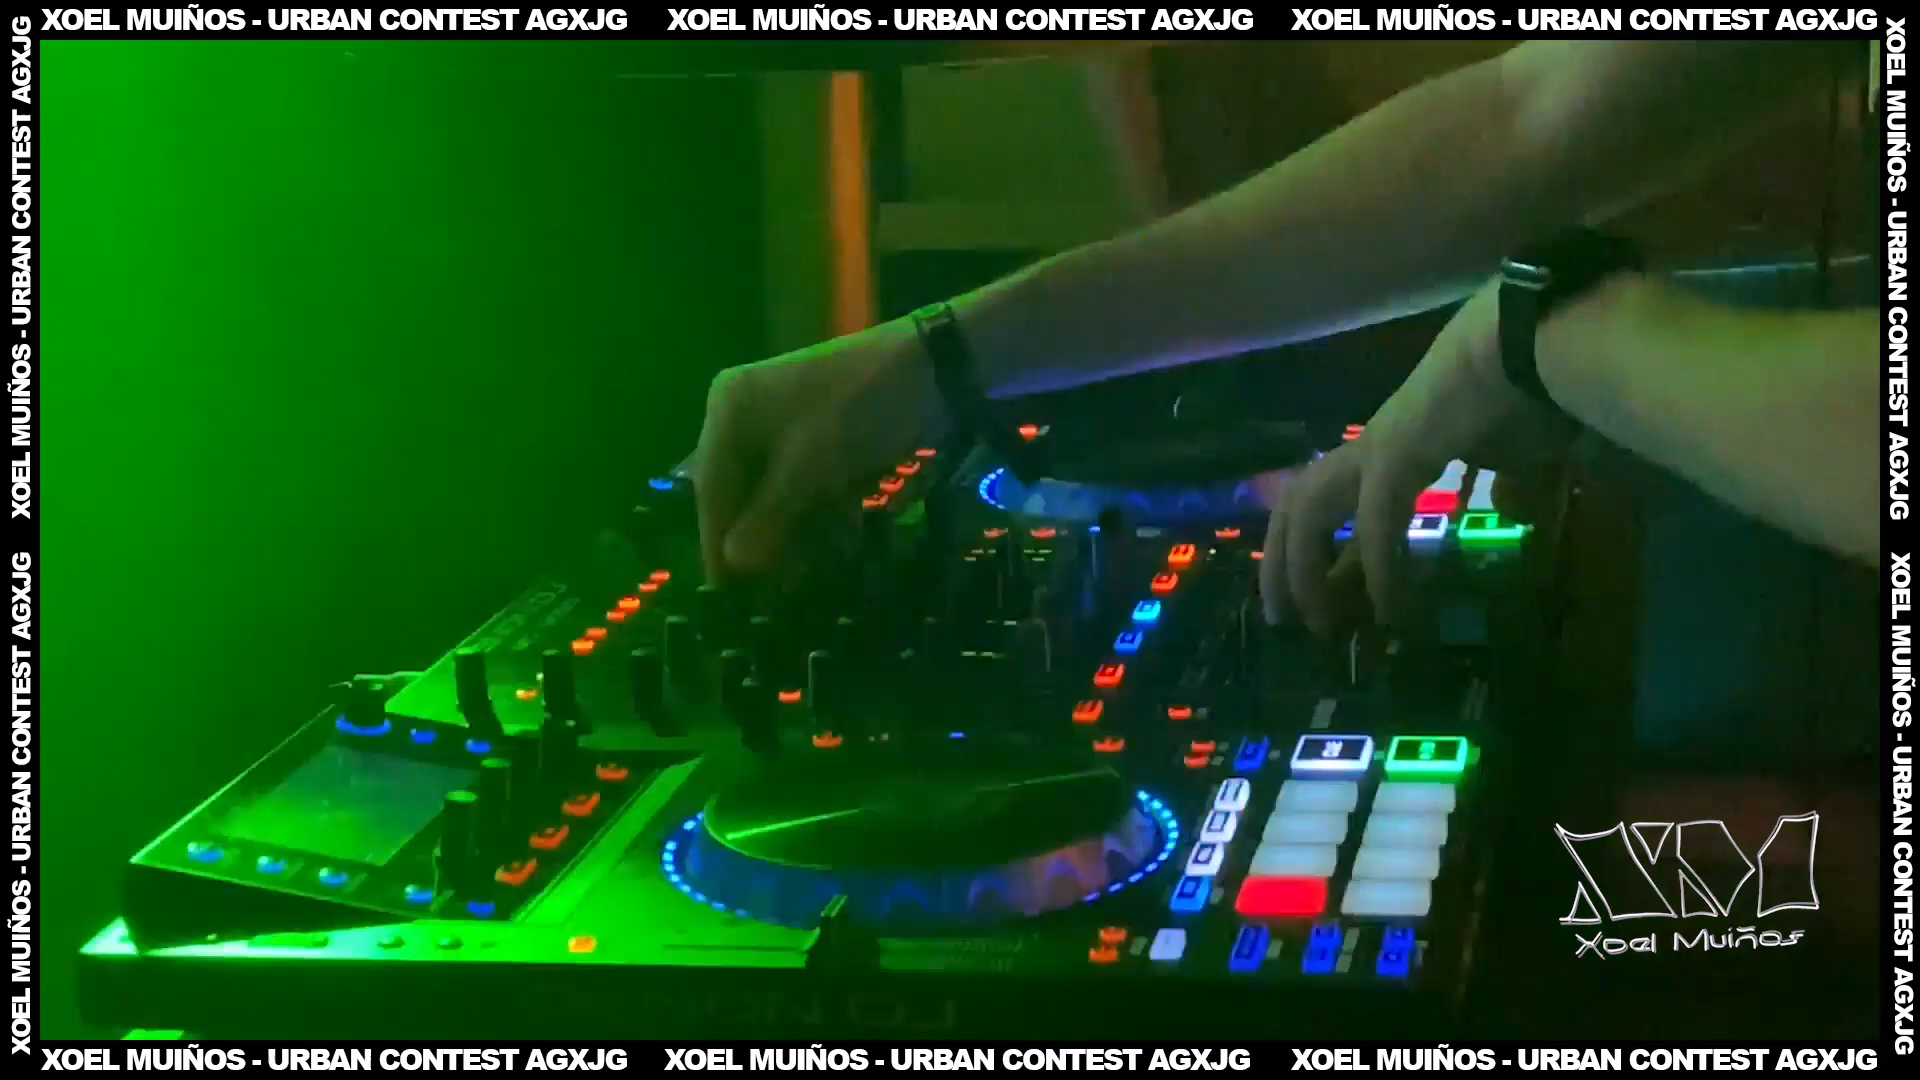 XOEL MUIÑOS - URBAN CONTEST AGXJG XOEL MUIÑOS - URBAN CONTEST AGXJG XOEL MUIÑOS - URBAN CONTEST AGXJG
XOEL MUIÑOS - URBAN CONTEST AGXJG XOEL MUIÑOS - URBAN CONTEST AGXJG
XOEL MUIÑOS - URBAN CONTEST AGXJG XOEL MUIÑOS - URBAN CONTEST AGXJG
Xoel Muiños
XOEL MUIÑOS - URBAN CONTEST AGXJG XOEL MUIÑOS - URBAN CONTEST AGXJG XOEL MUIÑOS - URBAN CONTEST AGXJG